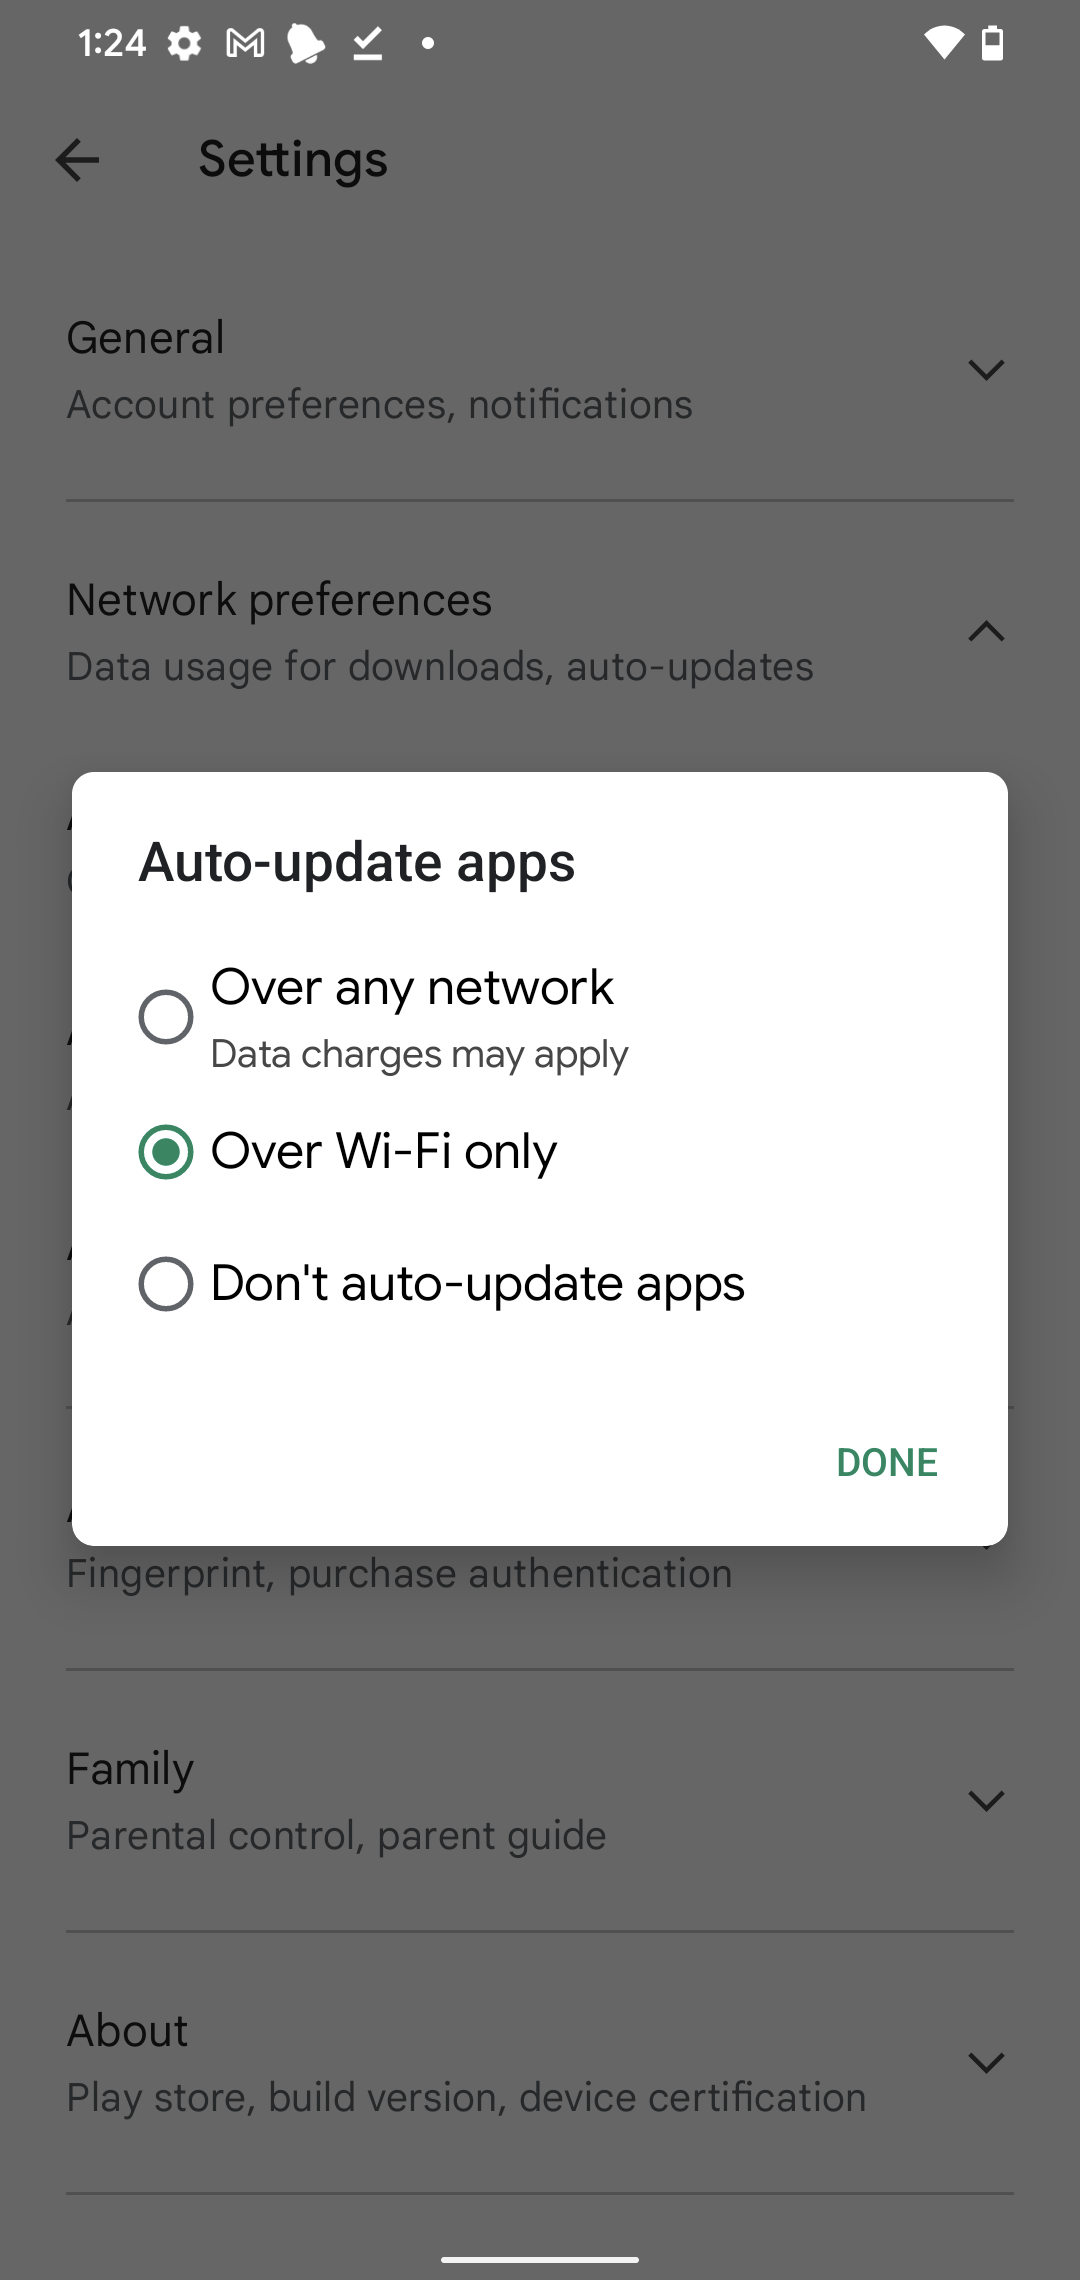 1:24
Settings
General
Account preferences, notifications
Network preferences
Data usage for downloads, auto-updates
Auto-update apps
Over any network
Data charges may apply
Over Wi-Fi only
Don't auto-update apps
DONE
Fingerprint, purchase authentication
Family
Parental control, parent guide
About
Play store, build version, device certification